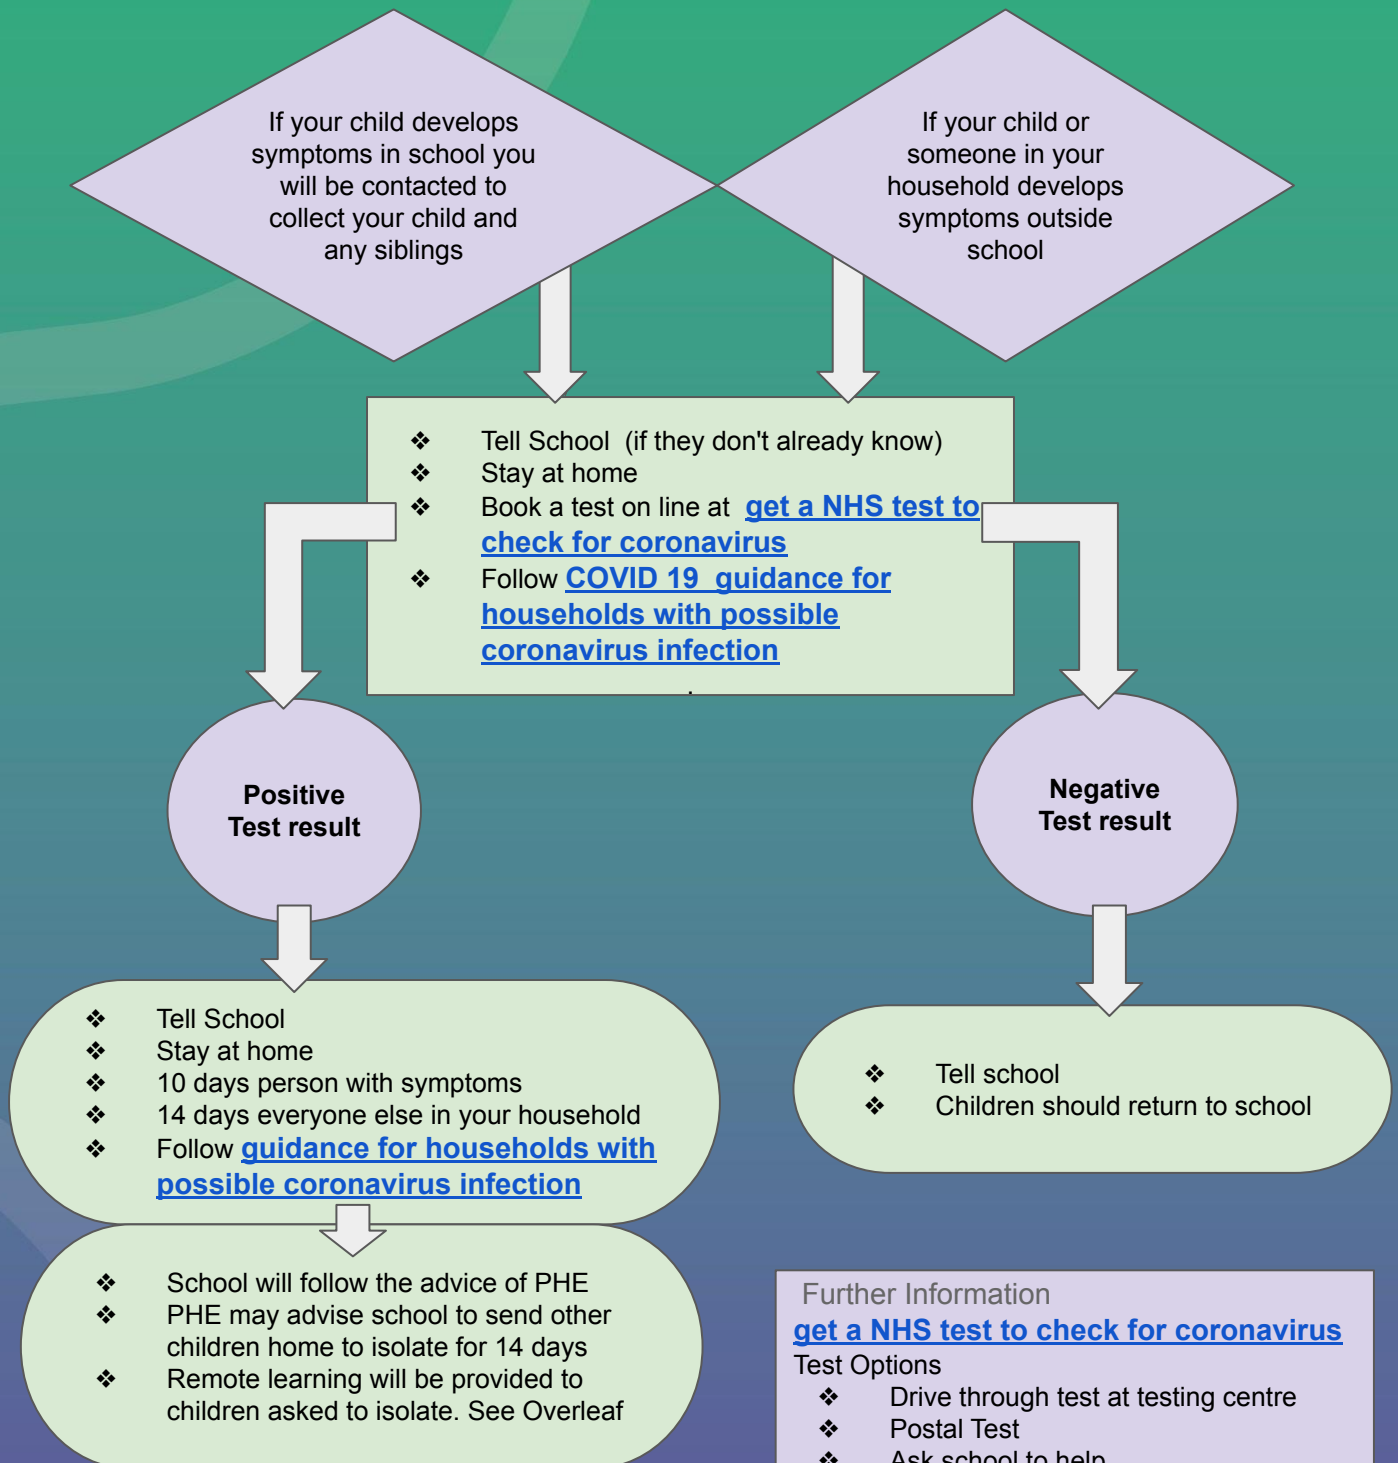 If your child develops
symptoms in school you
will be contacted to
collect your child and
any siblings
If your child or
someone in your
household develops
symptoms outside
school
❖ Tell School (if they don't already know)
❖ Stay at home
❖ Book a test on line at get a NHS test to
check for coronavirus
❖ Follow COVID 19 guidance for
households with possible
coronavirus infection
.
Positive
Test result
Negative
Test result
❖ Tell School
❖ Stay at home
❖ 10 days person with symptoms
❖ 14 days everyone else in your household
❖ Follow guidance for households with
possible coronavirus infection
❖ Tell school
❖ Children should return to school
❖ School will follow the advice of PHE
❖ PHE may advise school to send other
children home to isolate for 14 days
❖ Remote learning will be provided to
children asked to isolate. See Overleaf
Further Information
get a NHS test to check for coronavirus
Test Options
❖ Drive through test at testing centre
❖ Postal Test
❖ Ask school to help